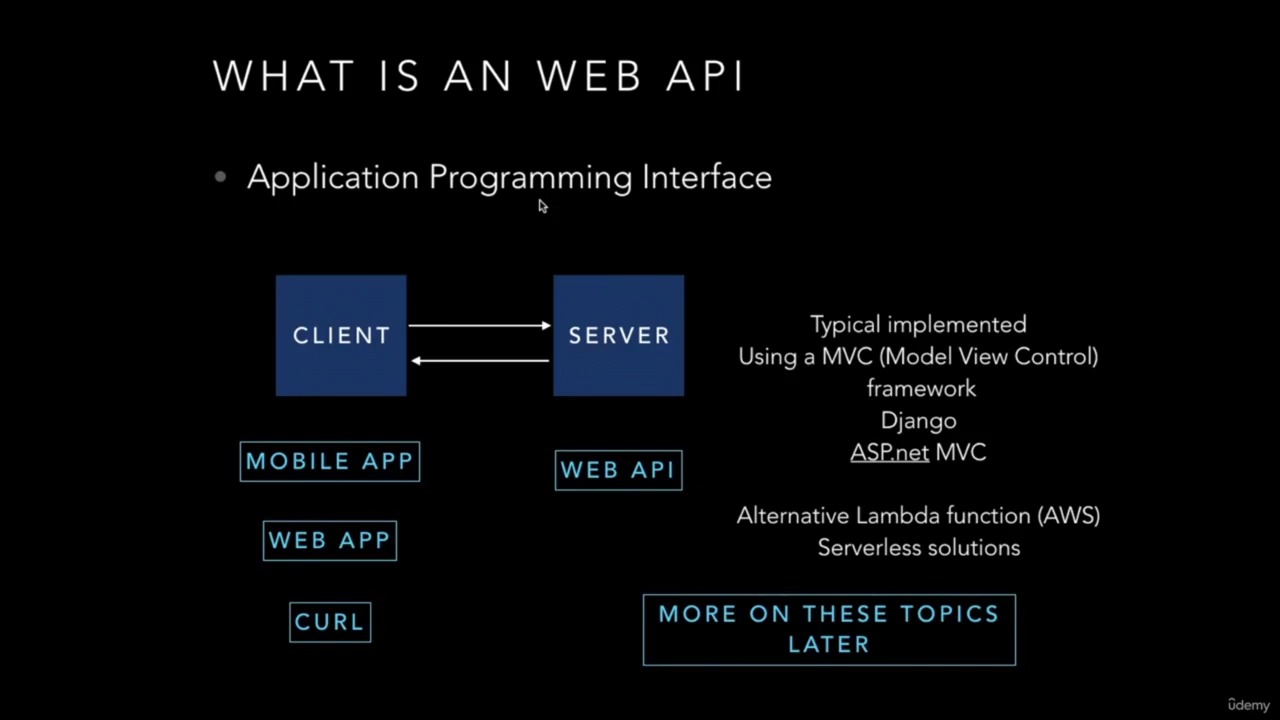 WHAT IS AN WEB API
• Application Programming Interface
CLIENT
SERVER
MOBILE APP
WEB APP
CURL
WEB API
Typical implemented
Using a MVC (Model View Control)
framework
Django
ASP.net MVC
Alternative Lambda function (AWS)
Serverless solutions
MORE ON THESE TOPICS
LATER
ûdemy